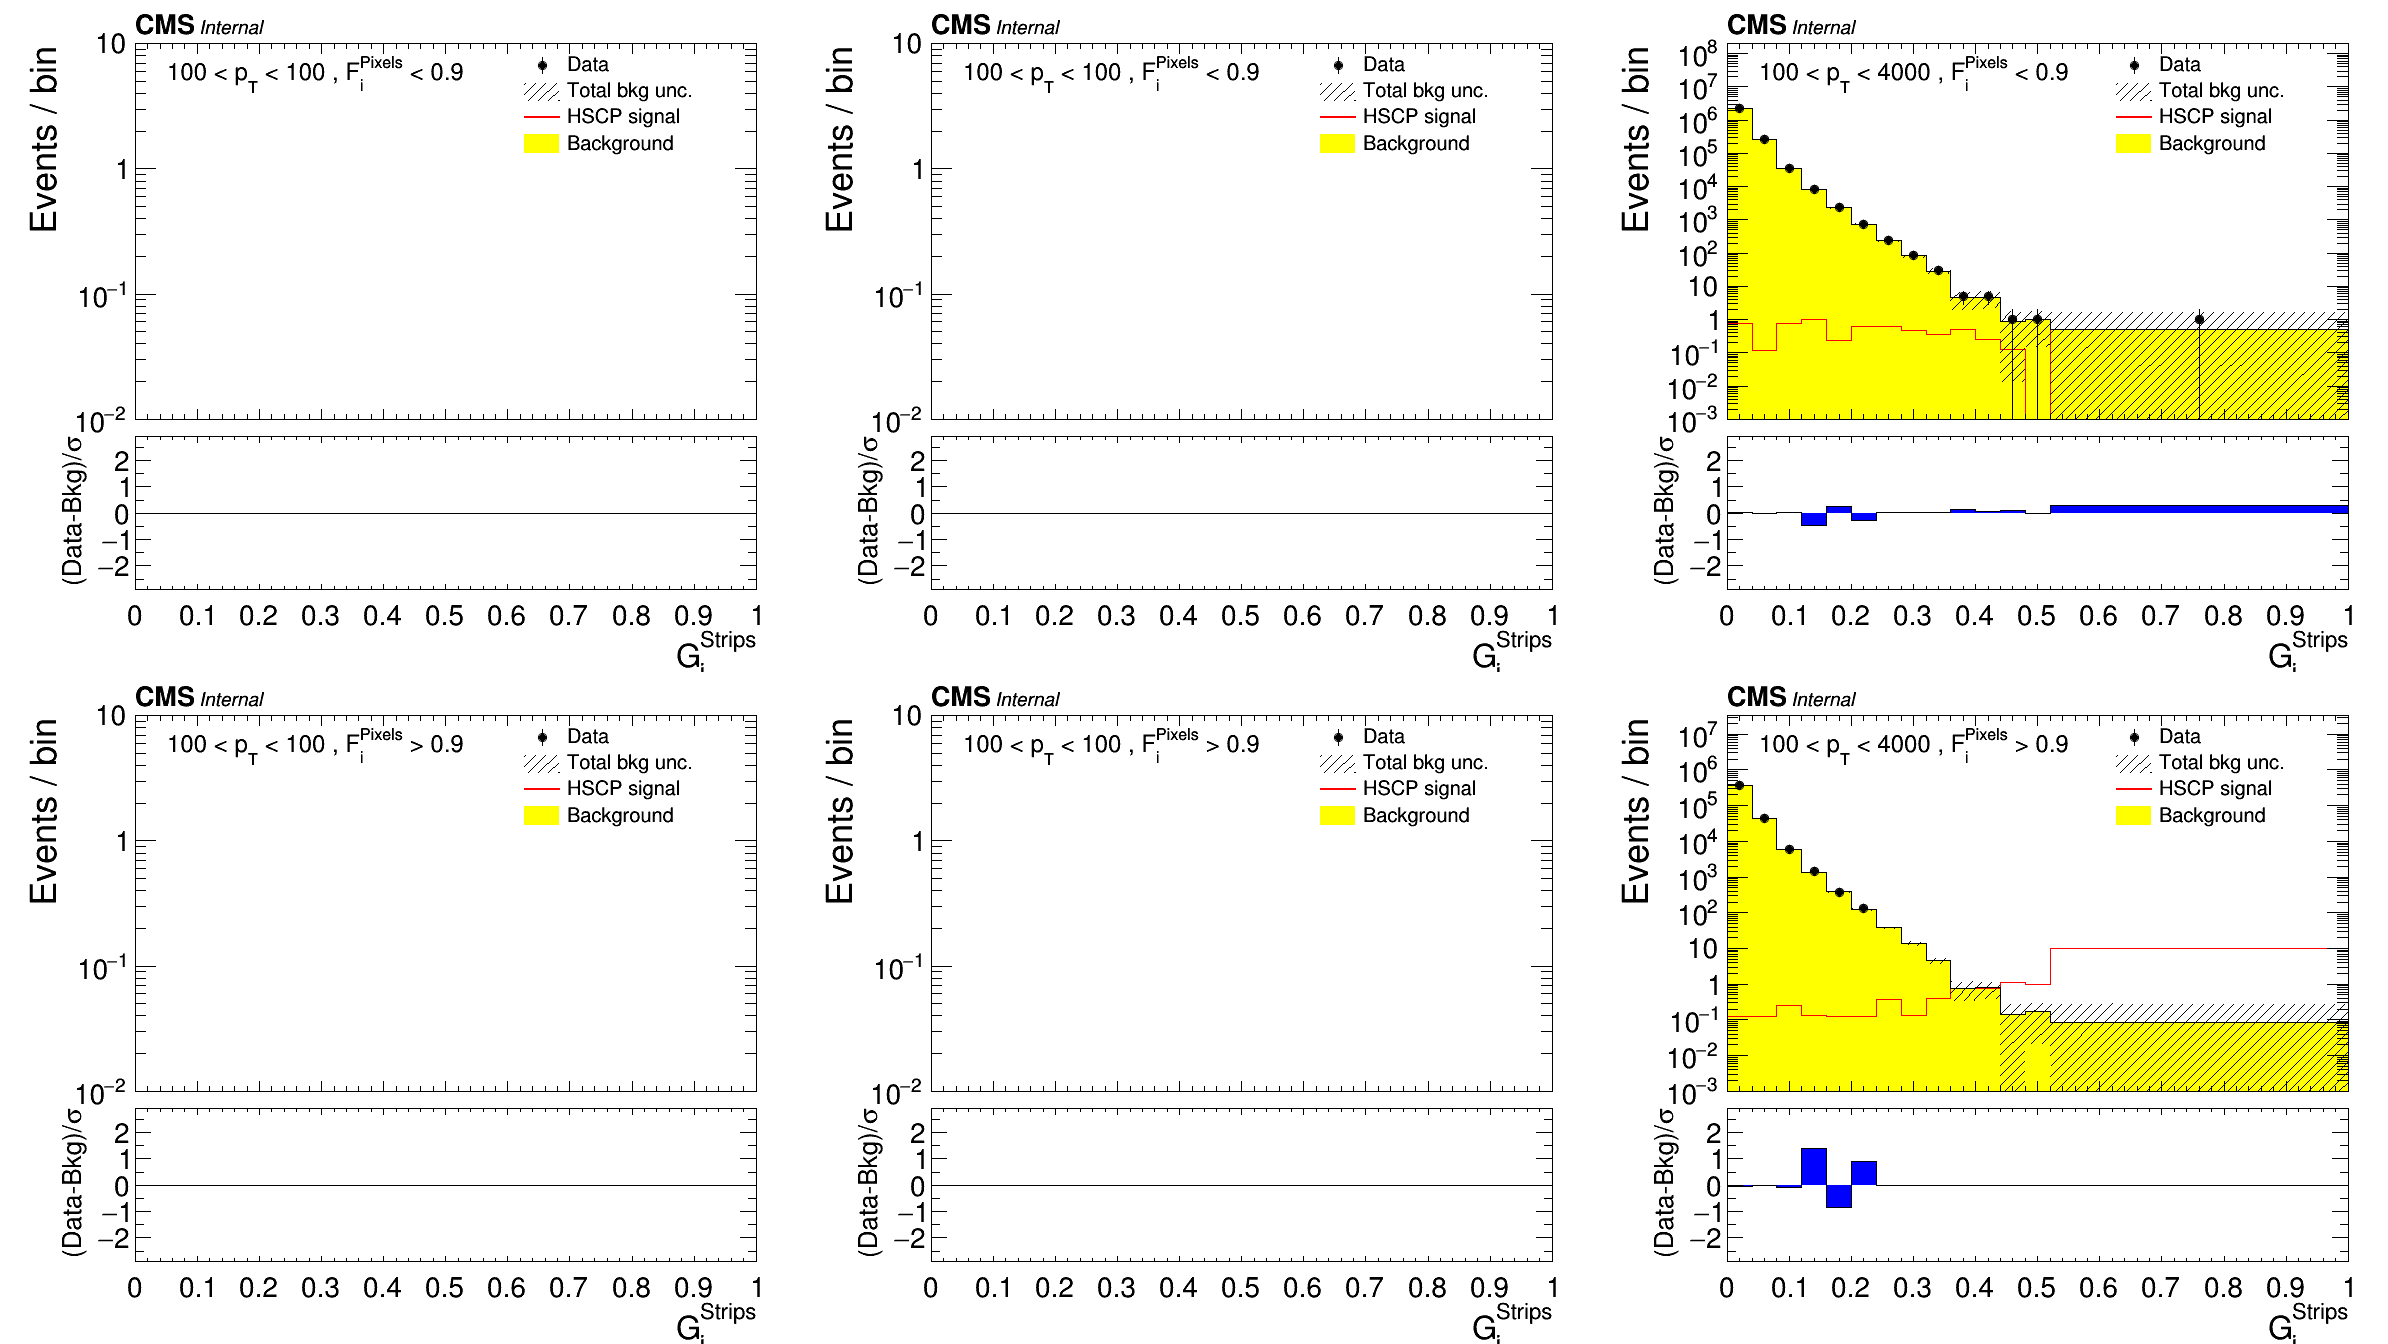 CMS Internal
Events / bin
100 < p_T < 100 , F_i^Pixels < 0.9
Data
Total bkg unc.
HSCP signal
Background
10
1
10^−1
10^−2
(Data-Bkg)/σ
2
1
0
−1
−2
0 0.1 0.2 0.3 0.4 0.5 0.6 0.7 0.8 0.9 1
G_i^Strips
CMS Internal
Events / bin
100 < p_T < 100 , F_i^Pixels < 0.9
Data
Total bkg unc.
HSCP signal
Background
10
1
10^−1
10^−2
(Data-Bkg)/σ
2
1
0
−1
−2
0 0.1 0.2 0.3 0.4 0.5 0.6 0.7 0.8 0.9 1
G_i^Strips
CMS Internal
Events / bin
100 < p_T < 4000 , F_i^Pixels < 0.9
Data
Total bkg unc.
HSCP signal
Background
10^8
10^7
10^6
10^5
10^4
10^3
10^2
10
1
10^−1
10^−2
10^−3
(Data-Bkg)/σ
2
1
0
−1
−2
0 0.1 0.2 0.3 0.4 0.5 0.6 0.7 0.8 0.9 1
G_i^Strips
CMS Internal
Events / bin
100 < p_T < 100 , F_i^Pixels > 0.9
Data
Total bkg unc.
HSCP signal
Background
10
1
10^−1
10^−2
(Data-Bkg)/σ
2
1
0
−1
−2
0 0.1 0.2 0.3 0.4 0.5 0.6 0.7 0.8 0.9 1
G_i^Strips
CMS Internal
Events / bin
100 < p_T < 100 , F_i^Pixels > 0.9
Data
Total bkg unc.
HSCP signal
Background
10
1
10^−1
10^−2
(Data-Bkg)/σ
2
1
0
−1
−2
0 0.1 0.2 0.3 0.4 0.5 0.6 0.7 0.8 0.9 1
G_i^Strips
CMS Internal
Events / bin
100 < p_T < 4000 , F_i^Pixels > 0.9
Data
Total bkg unc.
HSCP signal
Background
10^7
10^6
10^5
10^4
10^3
10^2
10
1
10^−1
10^−2
10^−3
(Data-Bkg)/σ
2
1
0
−1
−2
0 0.1 0.2 0.3 0.4 0.5 0.6 0.7 0.8 0.9 1
G_i^Strips